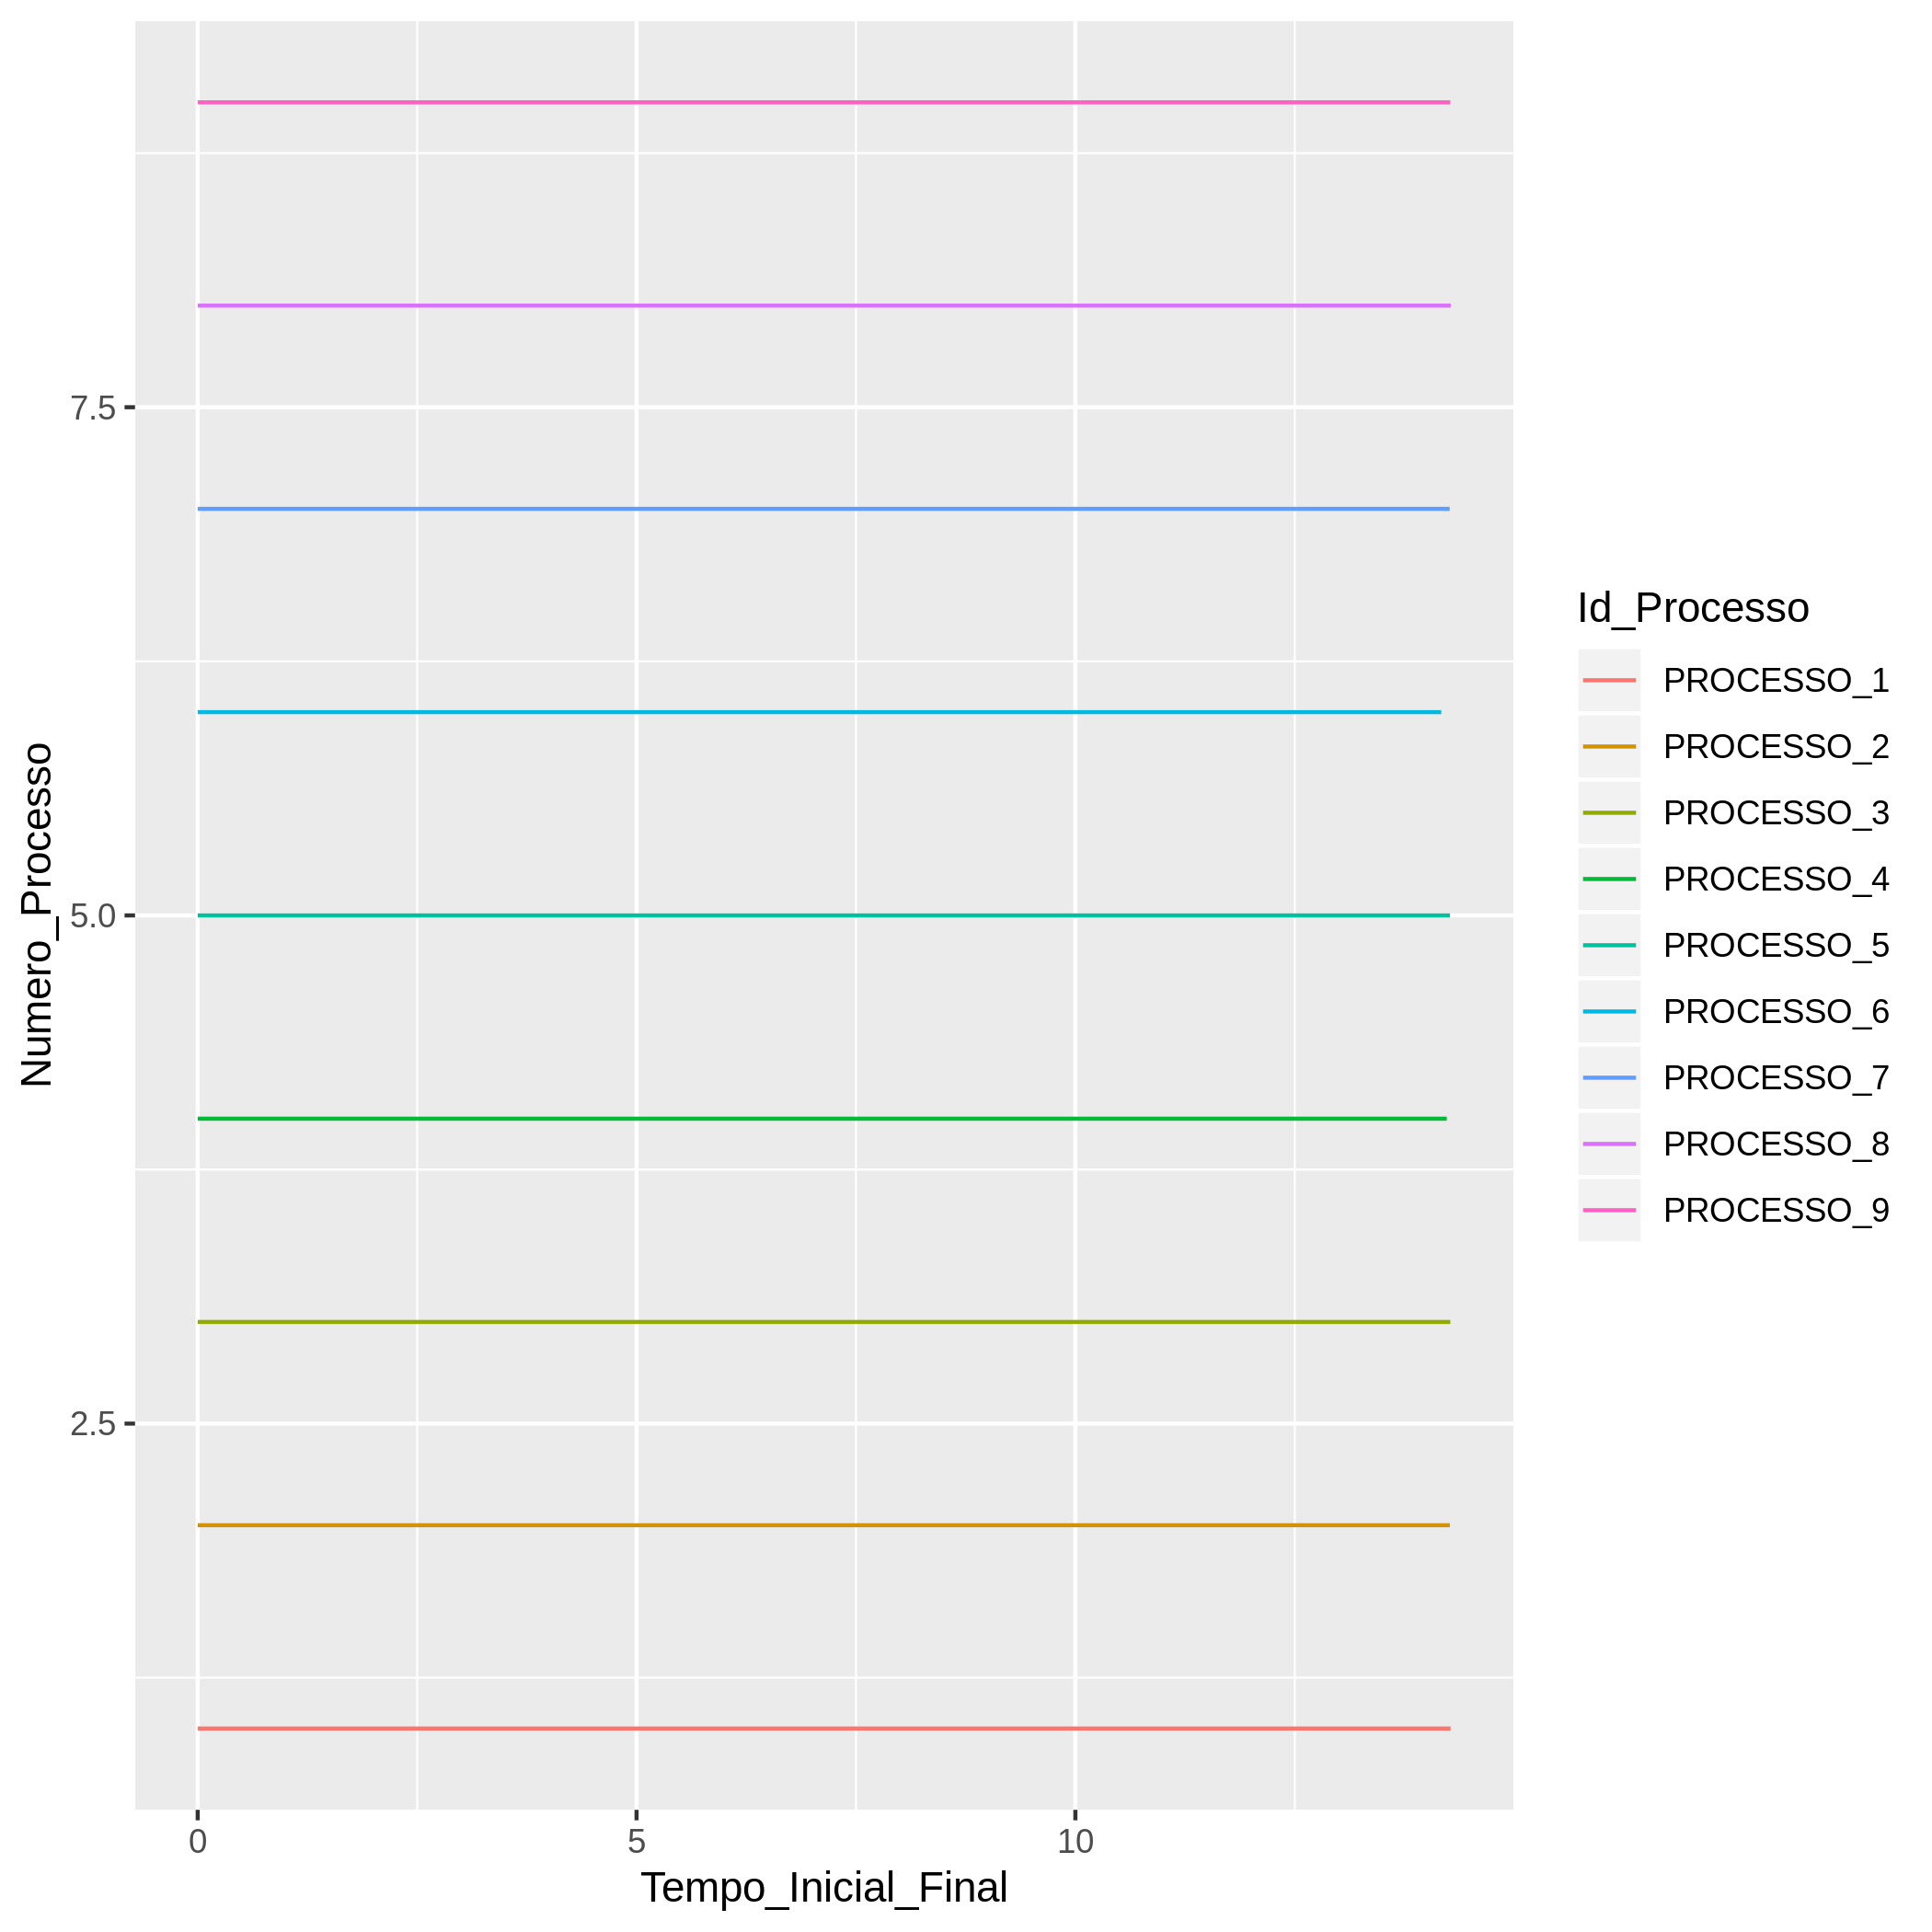 Numero_Processo
7.5
5.0
2.5
0 5 10
Tempo_Inicial_Final
Id_Processo
PROCESSO_1
PROCESSO_2
PROCESSO_3
PROCESSO_4
PROCESSO_5
PROCESSO_6
PROCESSO_7
PROCESSO_8
PROCESSO_9